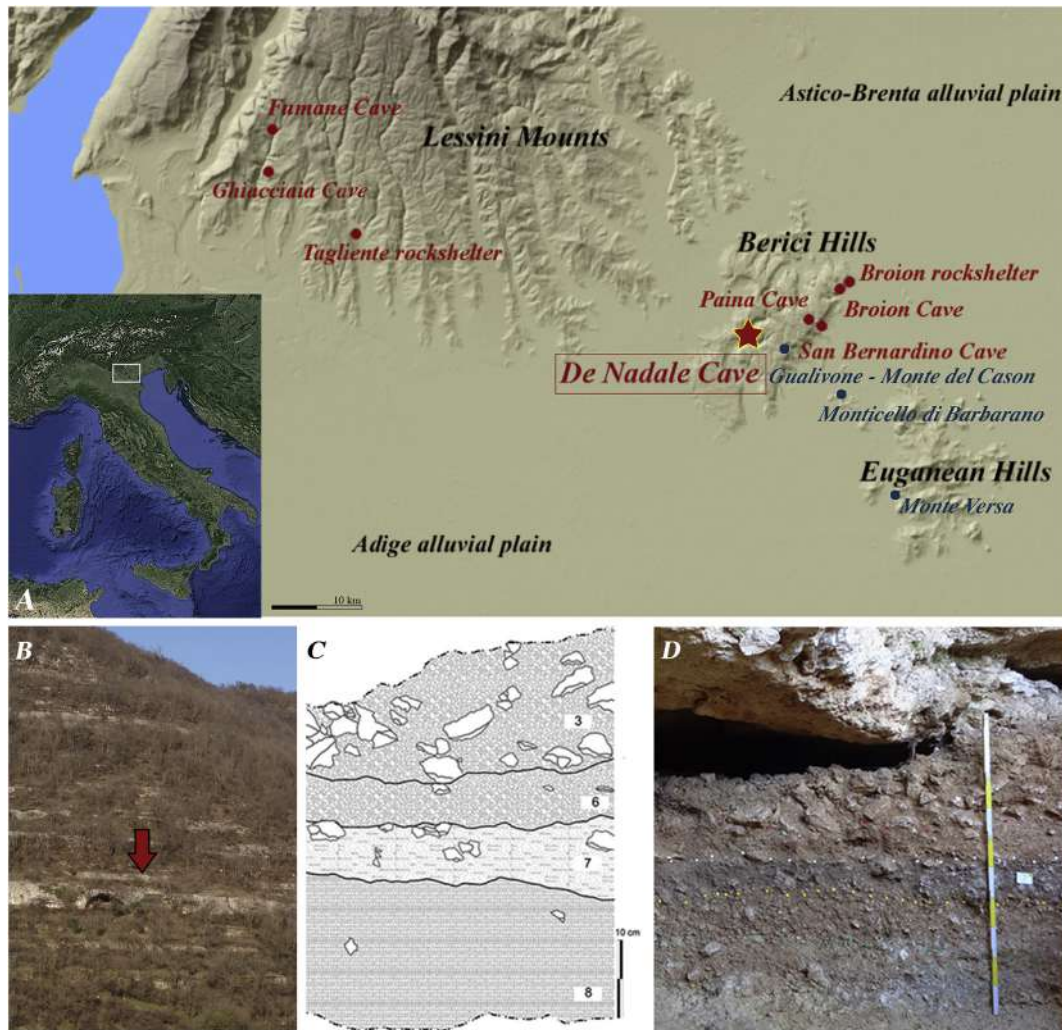 Astico-Brenta alluvial plain
Fumane Cave
Lessini Mounts
Ghiacciaia Cave
Tagliente rockshelter
Berici Hills
Broion rockshelter
Paina Cave
Broion Cave
San Bernardino Cave
De Nadale Cave
Gualivone - Monte del Cason
Monticello di Barbarano
Euganean Hills
Monte Versa
Adige alluvial plain
A
10 km
B
C
3
6
7
10 cm
8
D